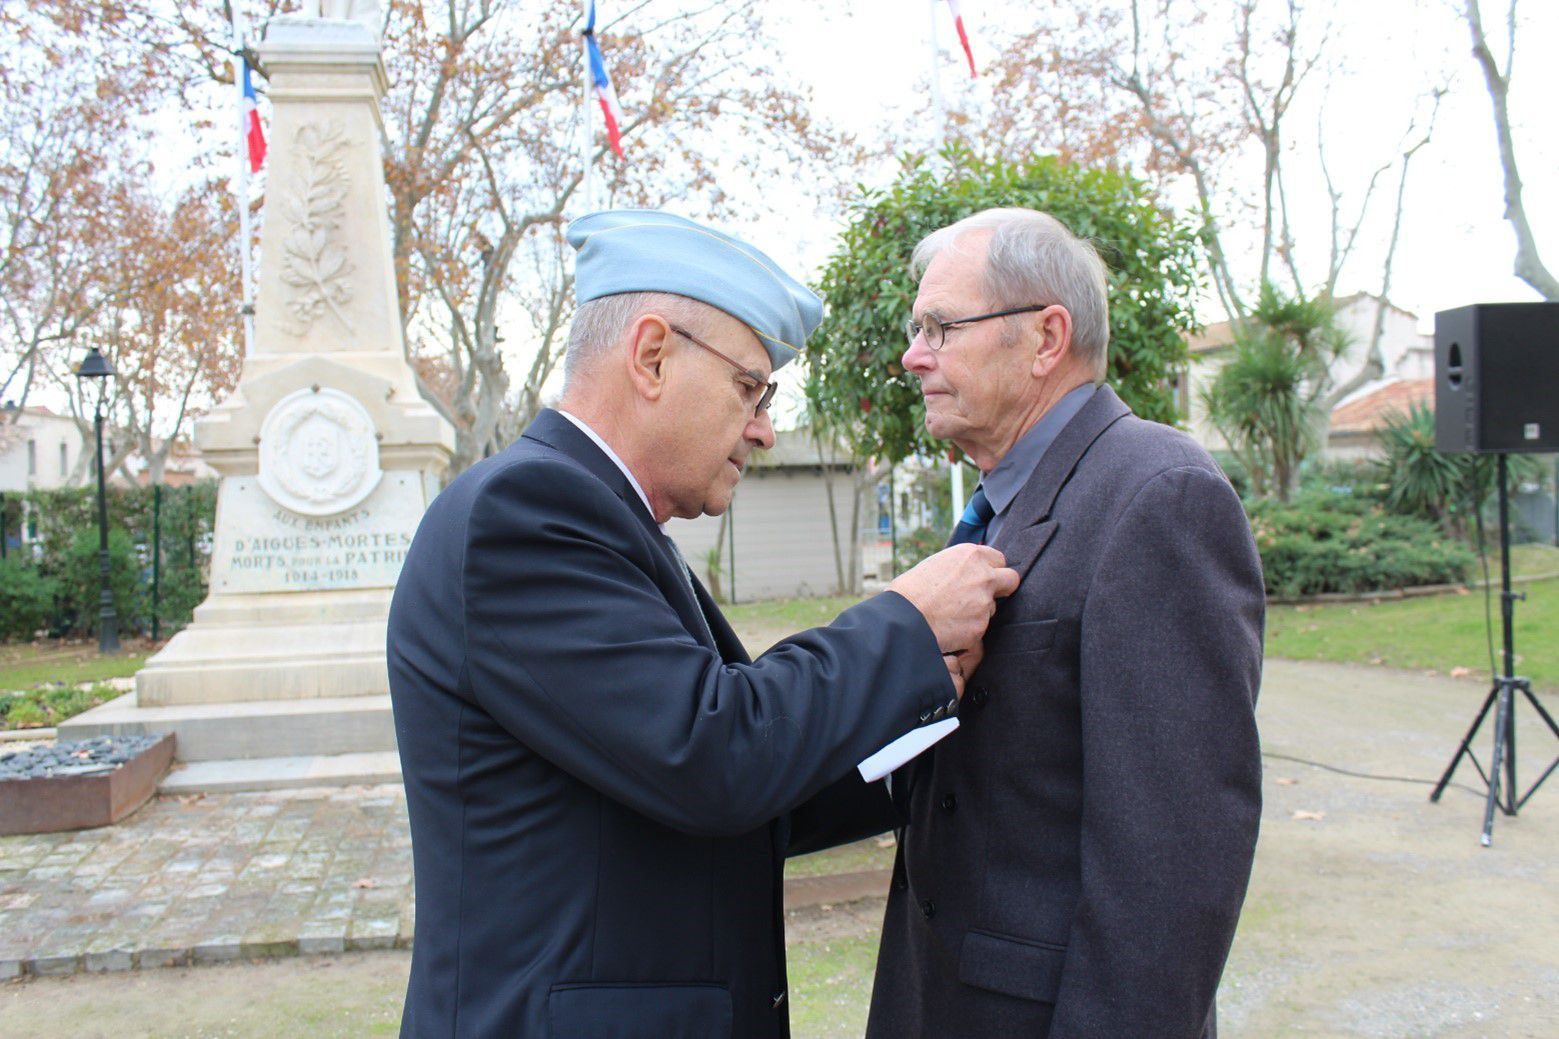 AUX ENFANTS
D'AIGUES-MORTES
MORTS POUR LA PATRIE
1914-1918